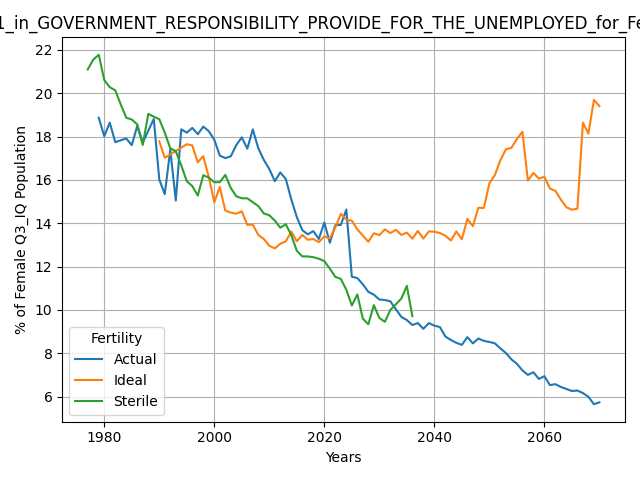 1_in_GOVERNMENT_RESPONSIBILITY_PROVIDE_FOR_THE_UNEMPLOYED_for_Fe
% of Female Q3_IQ Population
22
20
18
16
14
12
10
8
6
Fertility
Actual
Ideal
Sterile
1980
2000
2020
2040
2060
Years